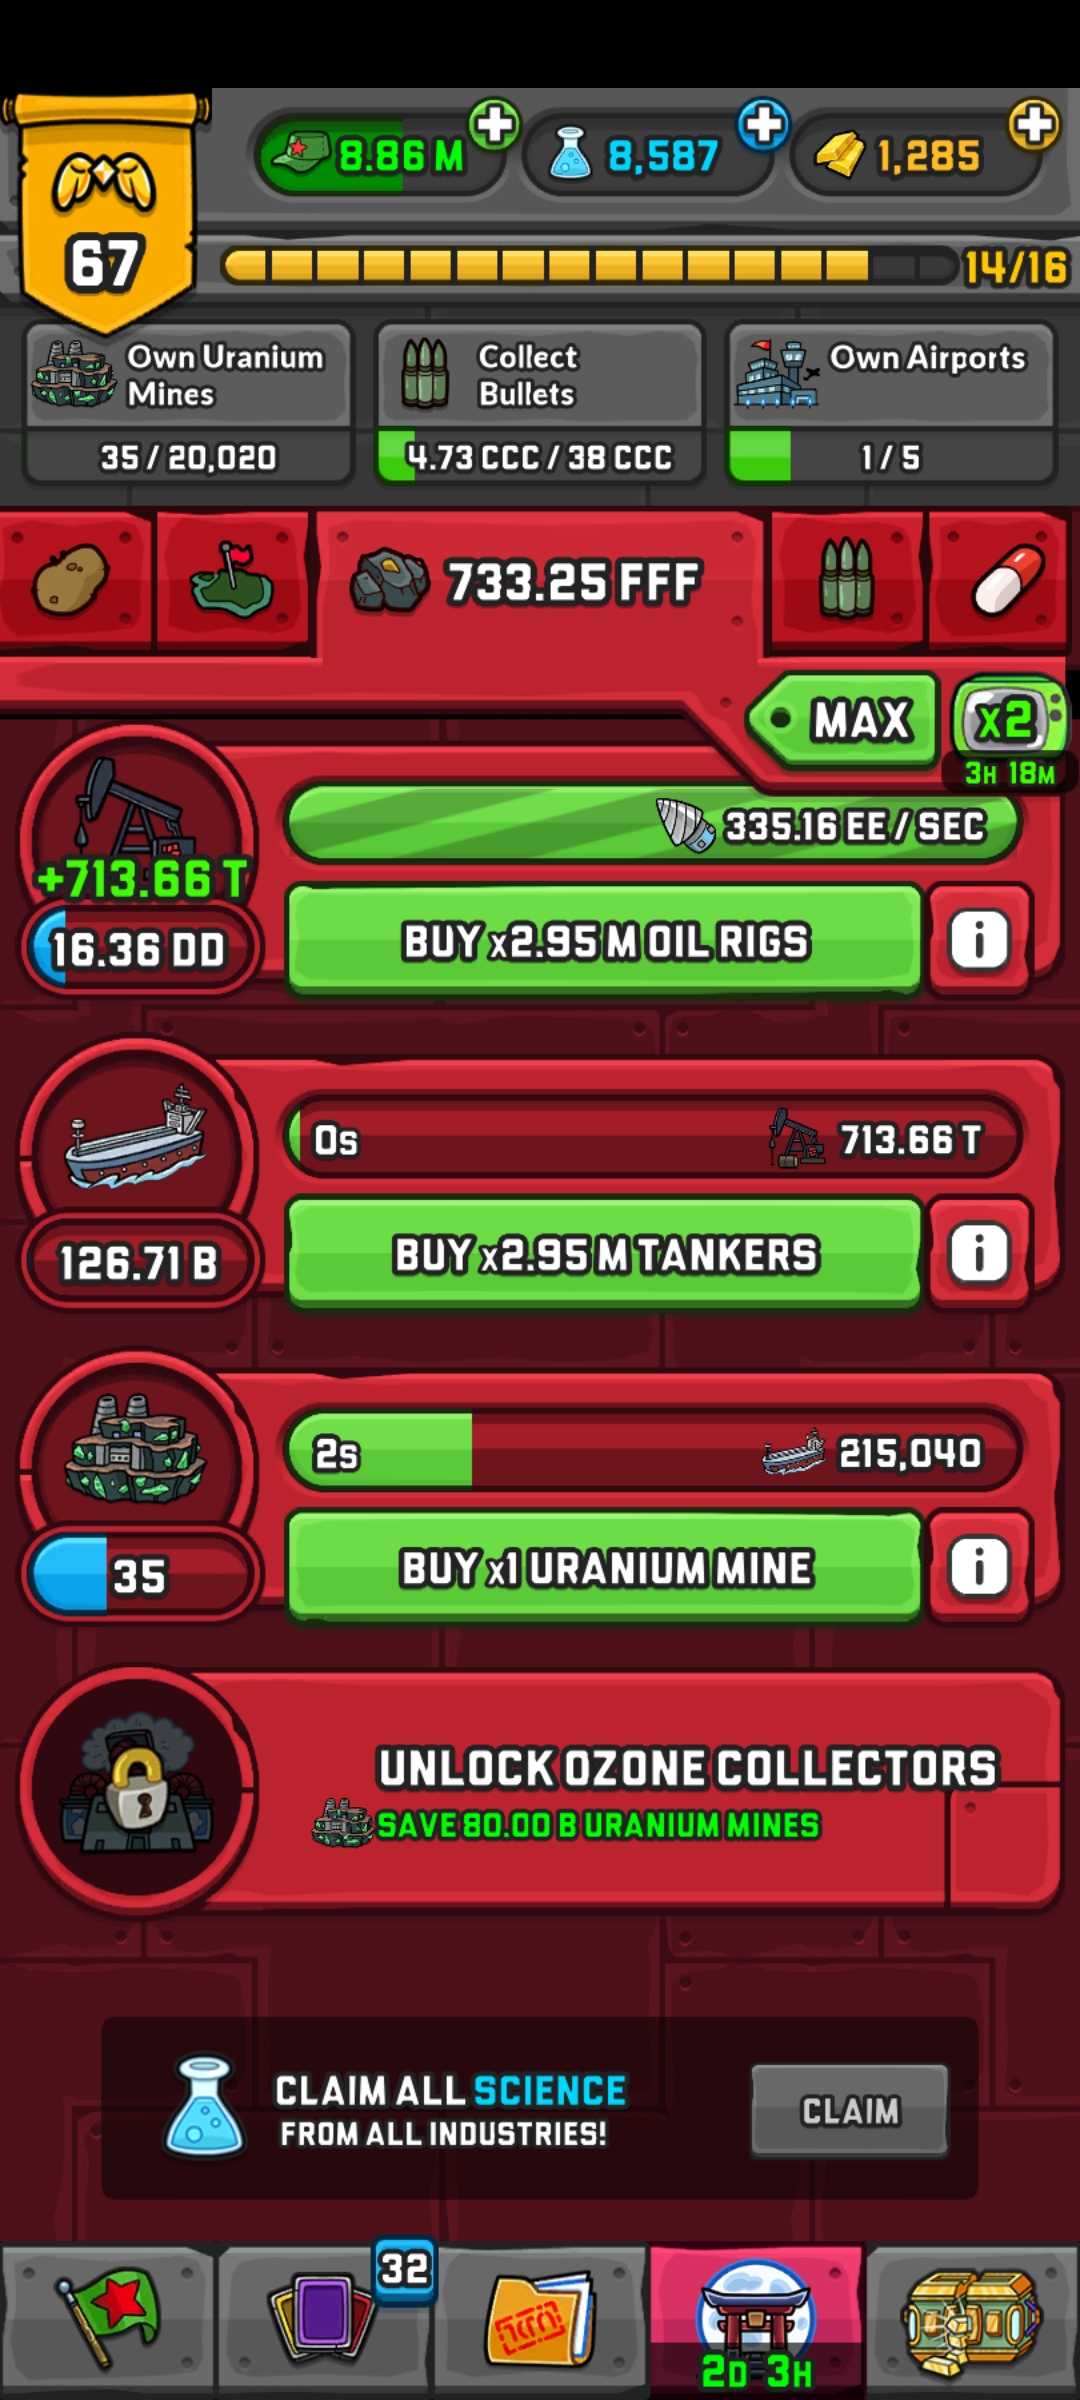 8.86 M
8,587
1,285
67
14/16
Own Uranium
Mines
35 / 20,020
Collect
Bullets
4.73 CCC / 38 CCC
Own Airports
1 / 5
733.25 FFF
MAX
x2
3H 18M
335.16 EE / SEC
+713.66 T
16.36 DD
BUY x2.95 M OIL RIGS
i
0s
713.66 T
126.71 B
BUY x2.95 M TANKERS
i
2s
215,040
35
BUY x1 URANIUM MINE
i
UNLOCK OZONE COLLECTORS
SAVE 80.00 B URANIUM MINES
CLAIM ALL SCIENCE
FROM ALL INDUSTRIES!
CLAIM
32
2D 3H